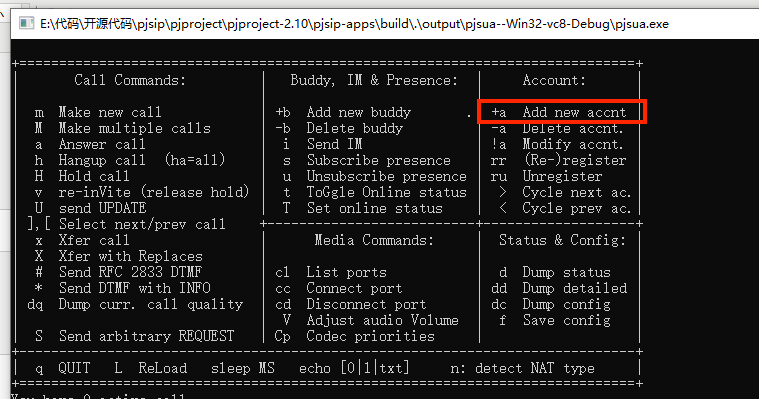 E:\代码\开源代码\pjsip\pjproject\pjproject-2.10\pjsip-apps\build\.\output\pjsua--Win32-vc8-Debug\pjsua.exe
+=============================================================================+
|       Call Commands:         |   Buddy, IM & Presence:  |     Account:      |
|                              |                          |                   |
|  m  Make new call            | +b  Add new buddy       .| +a  Add new accnt |
|  M  Make multiple calls      | -b  Delete buddy         | -a  Delete accnt. |
|  a  Answer call              |  i  Send IM              | !a  Modify accnt. |
|  h  Hangup call  (ha=all)    |  s  Subscribe presence   | rr  (Re-)register |
|  H  Hold call                |  u  Unsubscribe presence | ru  Unregister    |
|  v  re-inVite (release hold) |  t  ToGgle Online status |  >  Cycle next ac.|
|  U  send UPDATE              |  T  Set online status    |  <  Cycle prev ac.|
| ],[ Select next/prev call    +--------------------------+-------------------+
|  x  Xfer call                |      Media Commands:     |  Status & Config: |
|  X  Xfer with Replaces       |                          |                   |
|  #  Send RFC 2833 DTMF       | cl  List ports           |  d  Dump status   |
|  *  Send DTMF with INFO      | cc  Connect port         | dd  Dump detailed |
| dq  Dump curr. call quality  | cd  Disconnect port      | dc  Dump config   |
|                              |  V  Adjust audio Volume  |  f  Save config   |
|  S  Send arbitrary REQUEST   | Cp  Codec priorities     |                   |
+-----------------------------------------------------------------------------+
|  q  QUIT   L  ReLoad   sleep MS   echo [0|1|txt]     n: detect NAT type     |
+=============================================================================+
You have 0 active call